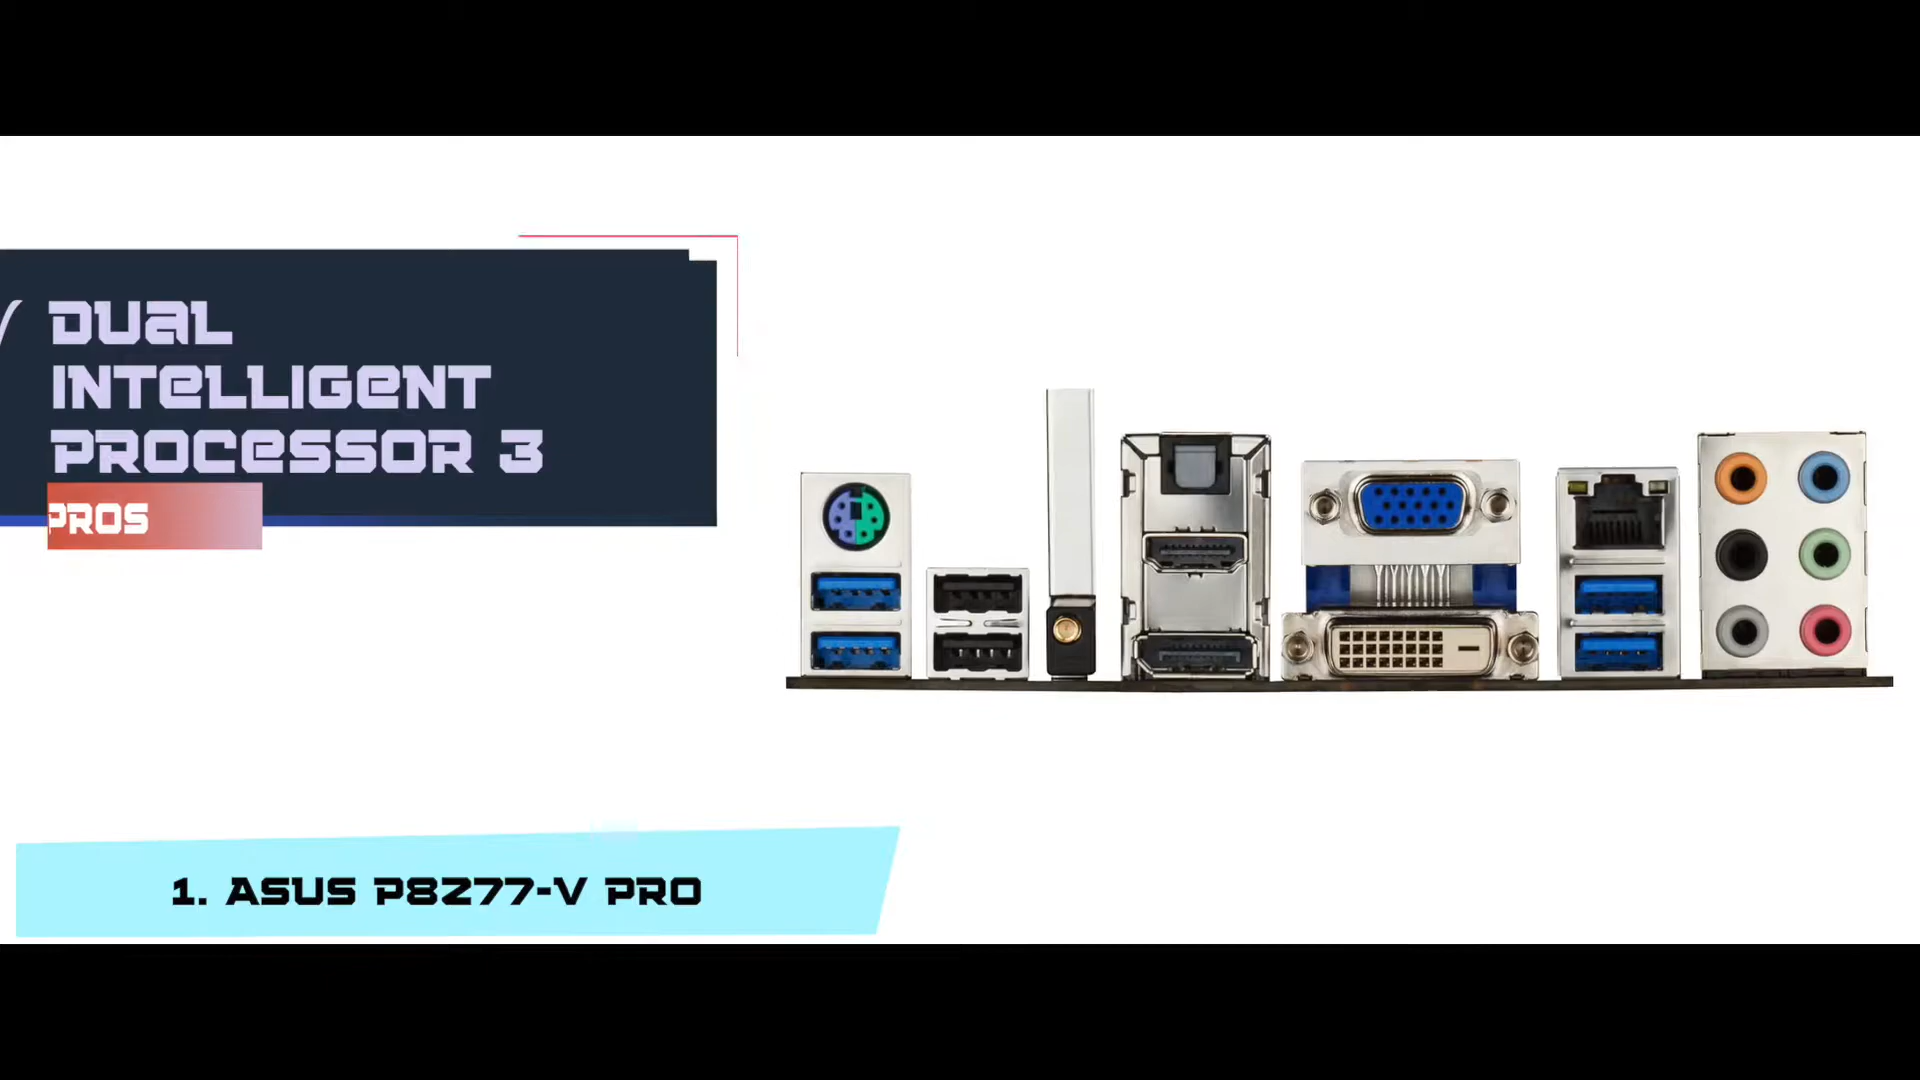 ✓ DUAL
INTELLIGENT
PROCESSOR 3
PROS
1. ASUS P8Z77-V PRO